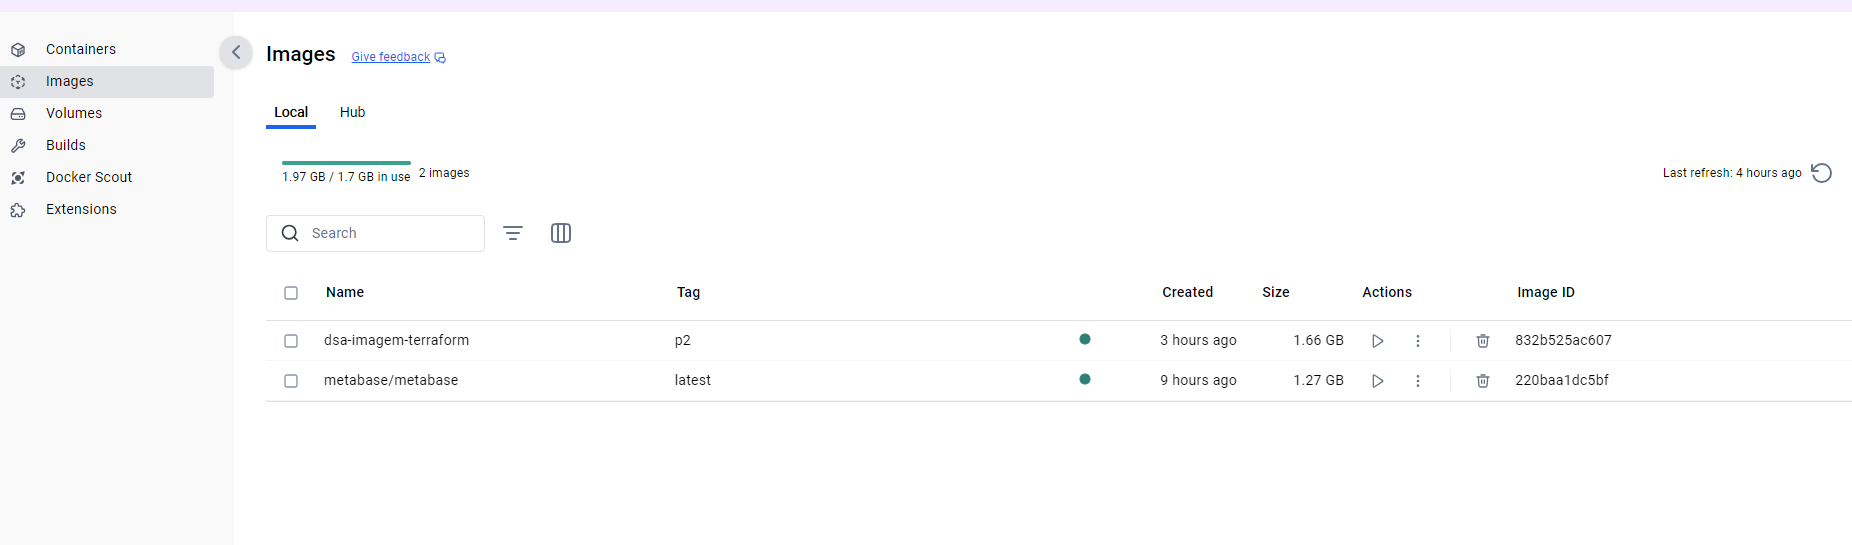 Containers
Images
Volumes
Builds
Docker Scout
Extensions
Images Give feedback
Local Hub
1.97 GB / 1.7 GB in use 2 images
Last refresh: 4 hours ago
Search
Name Tag Created Size Actions Image ID
dsa-imagem-terraform p2 3 hours ago 1.66 GB 832b525ac607
metabase/metabase latest 9 hours ago 1.27 GB 220baa1dc5bf